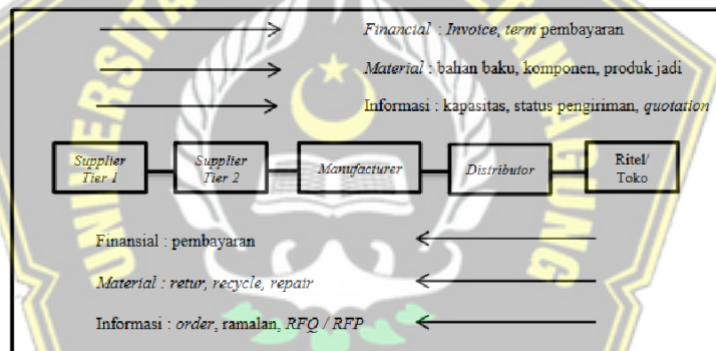 Financial : Invoice, term pembayaran
Material : bahan baku, komponen, produk jadi
Informasi : kapasitas, status pengiriman, quotation
Supplier
Tier 1
Supplier
Tier 2
Manufacturer
Distributor
Ritel/
Toko
Finansial : pembayaran
Material : retur, recycle, repair
Informasi : order, ramalan, RFQ / RFP